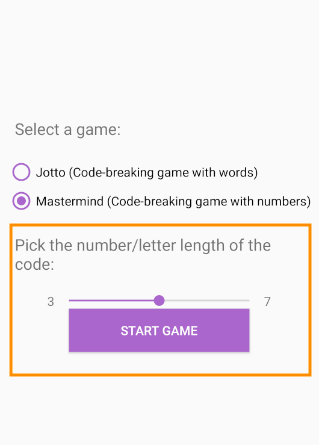 Select a game:
Jotto (Code-breaking game with words)
Mastermind (Code-breaking game with numbers)
Pick the number/letter length of the
code:
3 7
START GAME